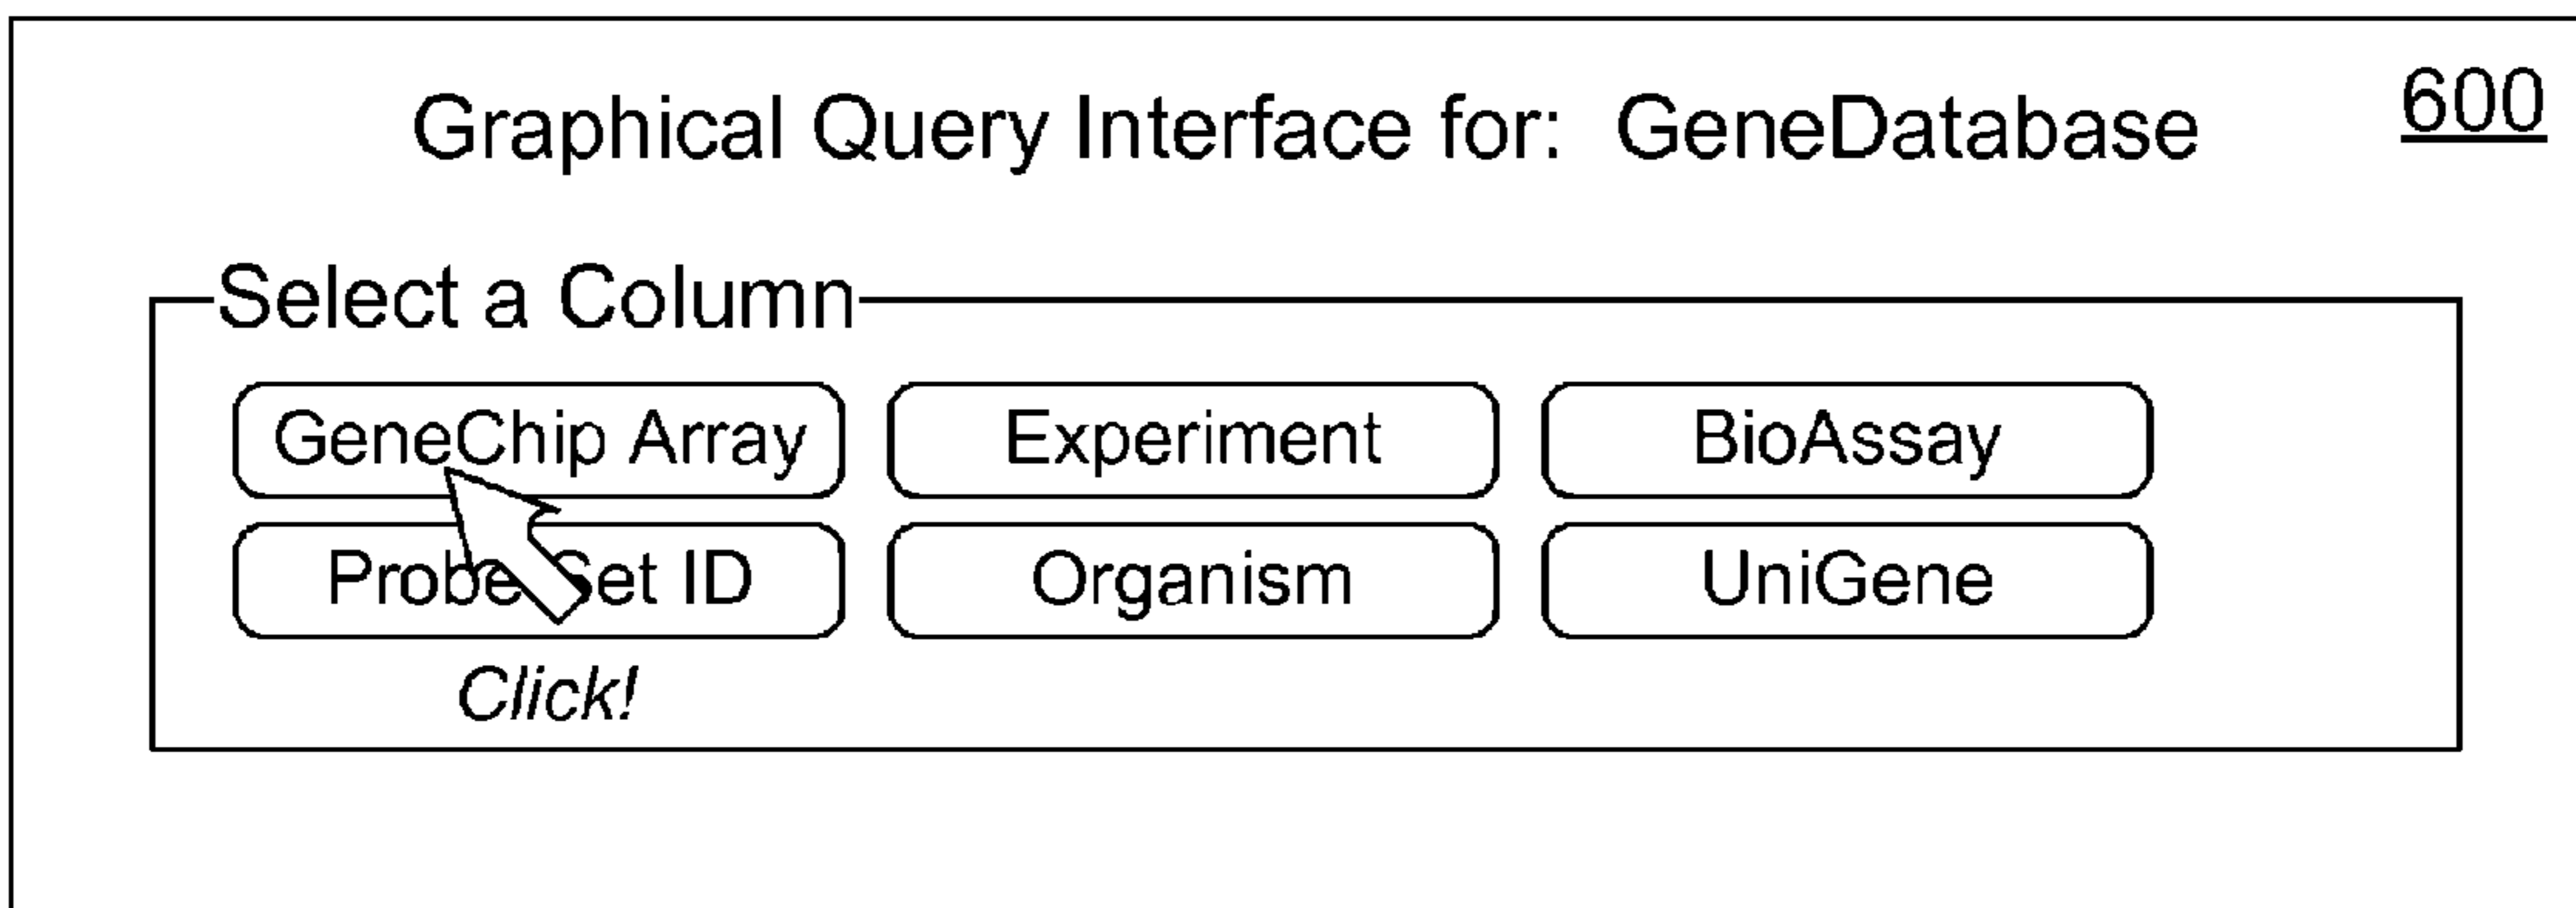 600
Graphical Query Interface for: GeneDatabase
Select a Column
GeneChip Array Experiment BioAssay
Probe Set ID Organism UniGene
Click!